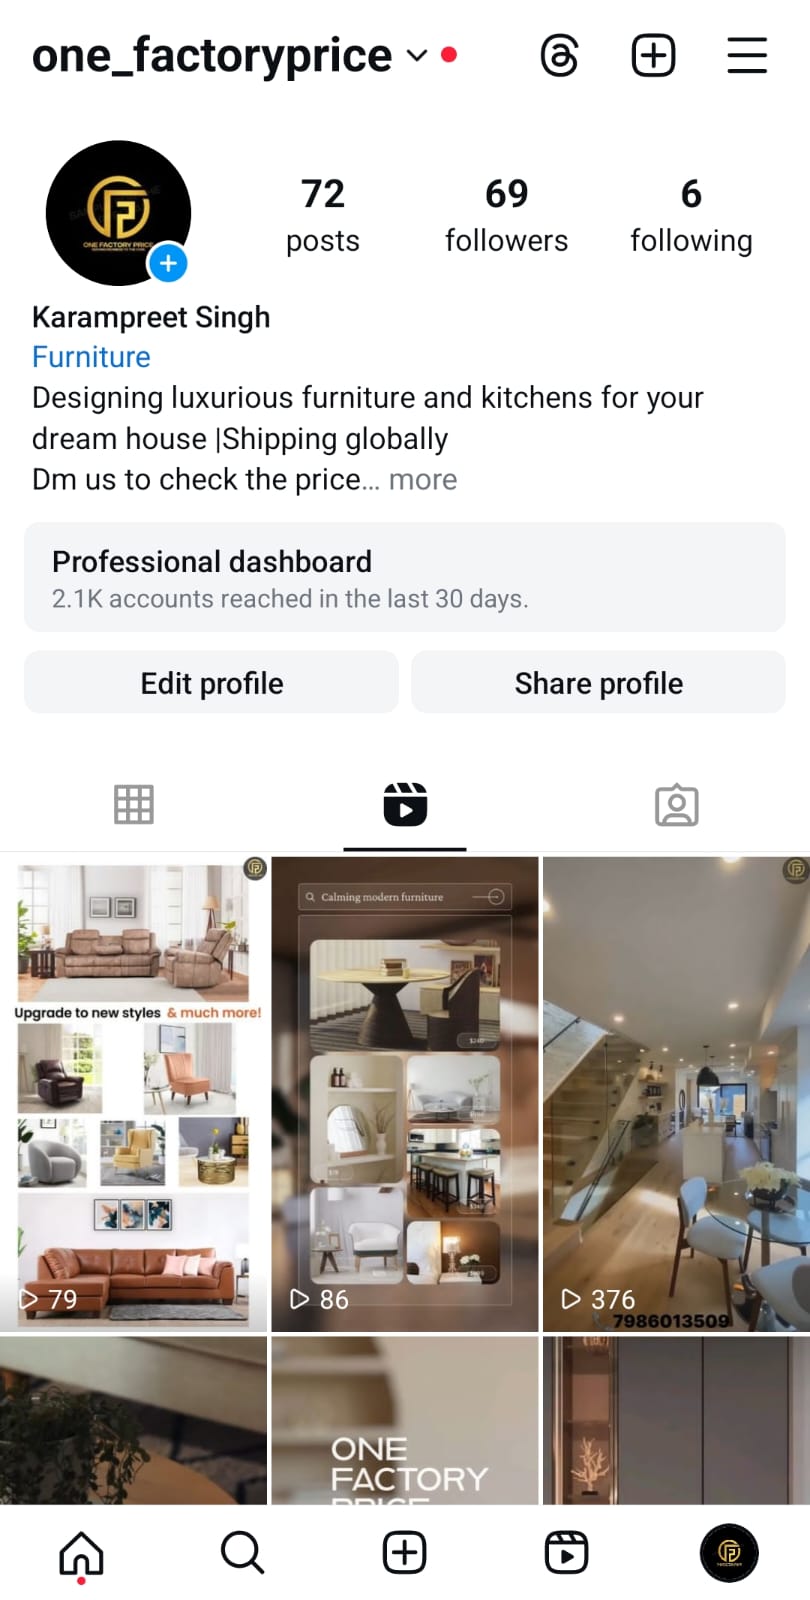 one_factoryprice
72
posts
69
followers
6
following
ONE FACTORY PRICE
Karampreet Singh
Furniture
Designing luxurious furniture and kitchens for your
dream house |Shipping globally
Dm us to check the price... more
Professional dashboard
2.1K accounts reached in the last 30 days.
Edit profile
Share profile
Upgrade to new styles & much more!
79
Calming modern furniture
$240
86
376
7986013509
ONE
FACTORY
PRICE